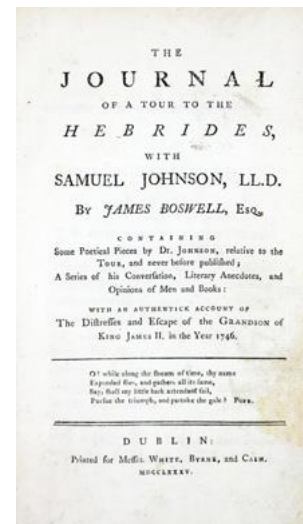 THE
JOURNAL
OF A TOUR TO THE
HEBRIDES,
WITH
SAMUEL JOHNSON, LL.D.
By JAMES BOSWELL, Esq.
CONTAINING
Some Poetical Pieces by Dr. Johnson, relative to the
Tour, and never before published;
A Series of his Conversation, Literary Anecdotes, and
Opinions of Men and Books:
WITH AN AUTHENTICK ACCOUNT OF
The Distresses and Escape of the Grandson of
King James II. in the Year 1746.
O! while along the stream of time, thy name
Expanded flies, and gathers all its fame,
Say, shall my little bark attendant sail,
Pursue the triumph, and partake the gale? Pope.
DUBLIN:
Printed for Messrs. White, Byrne, and Cash.
MDCCLXXXV.